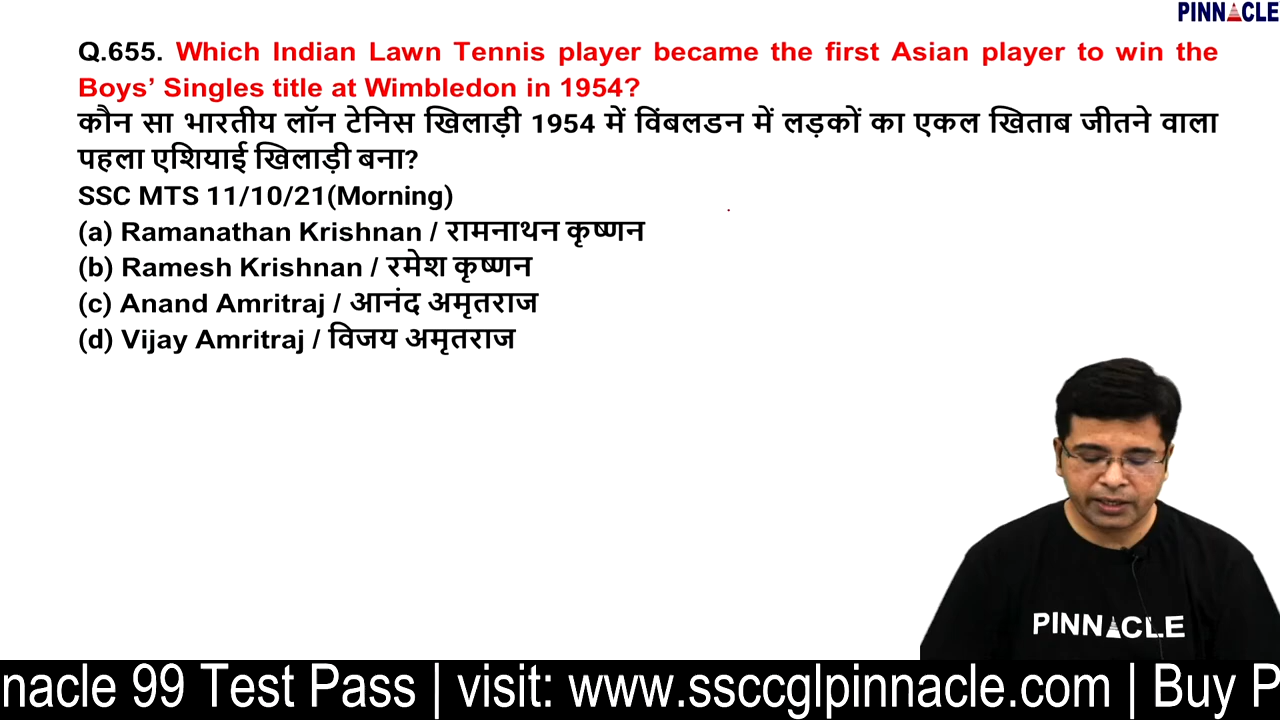 PINNACLE
Q.655. Which Indian Lawn Tennis player became the first Asian player to win the
Boys’ Singles title at Wimbledon in 1954?
कौन सा भारतीय लॉन टेनिस खिलाड़ी 1954 में विंबलडन में लड़कों का एकल खिताब जीतने वाला
पहला एशियाई खिलाड़ी बना?
SSC MTS 11/10/21(Morning)
(a) Ramanathan Krishnan / रामनाथन कृष्णन
(b) Ramesh Krishnan / रमेश कृष्णन
(c) Anand Amritraj / आनंद अमृतराज
(d) Vijay Amritraj / विजय अमृतराज
PINNACLE
nacle 99 Test Pass | visit: www.ssccglpinnacle.com | Buy P